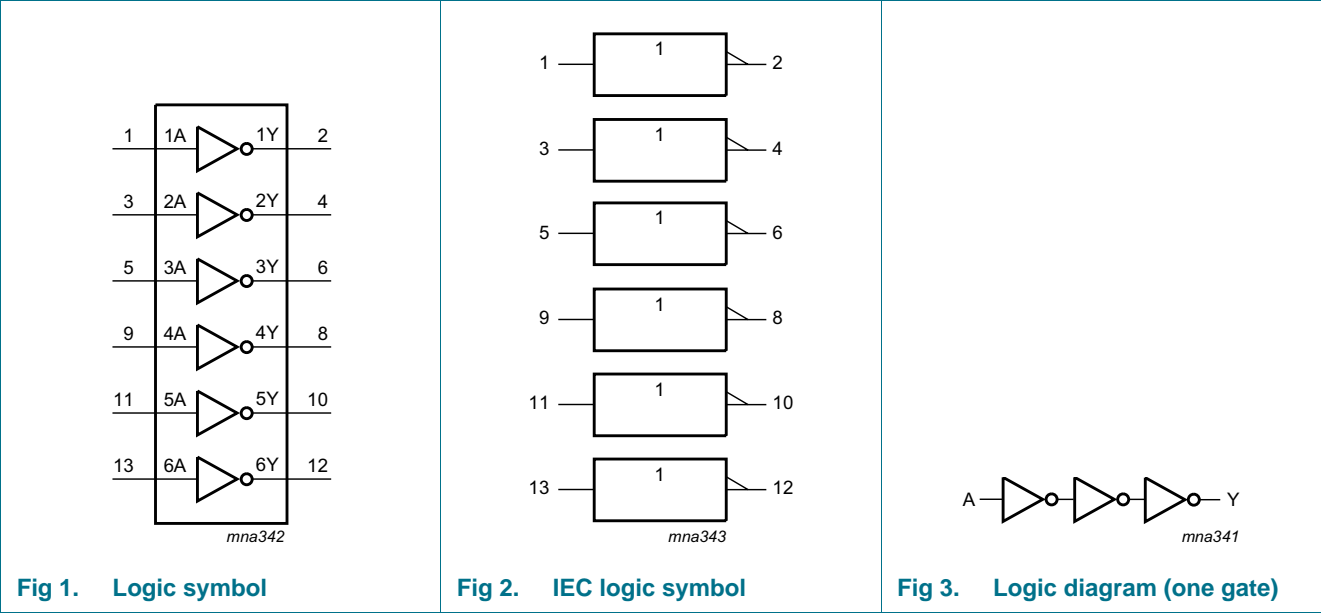 1 1A 1Y 2
3 2A 2Y 4
5 3A 3Y 6
9 4A 4Y 8
11 5A 5Y 10
13 6A 6Y 12
mna342
Fig 1. Logic symbol
1 1 2
3 1 4
5 1 6
9 1 8
11 1 10
13 1 12
mna343
Fig 2. IEC logic symbol
A Y
mna341
Fig 3. Logic diagram (one gate)